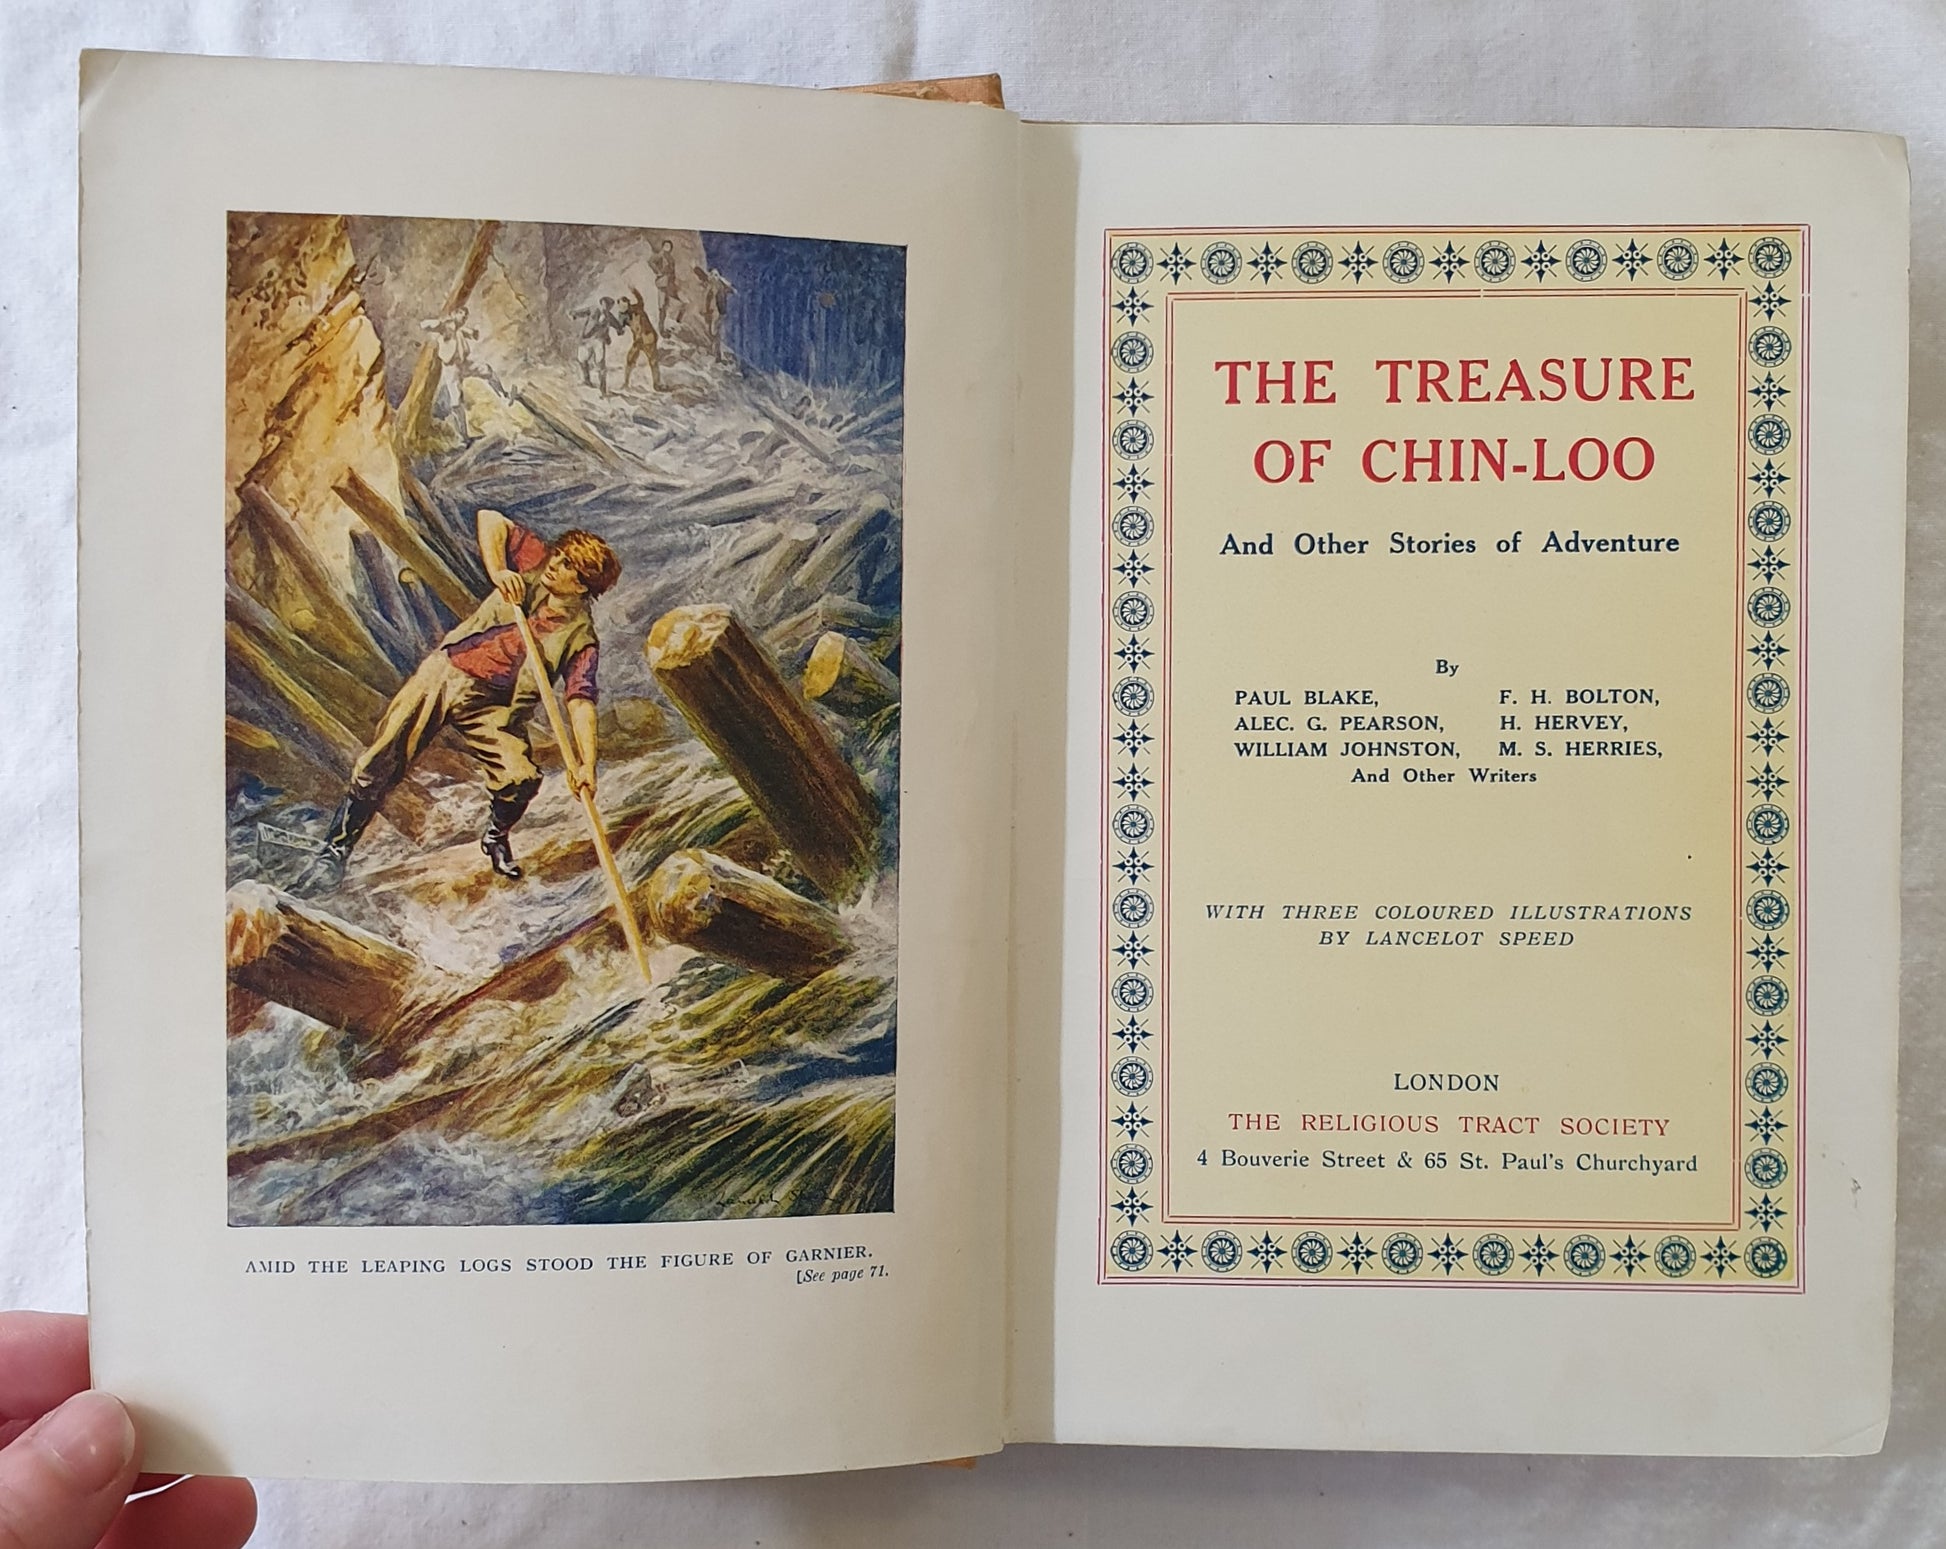 AMID THE LEAPING LOGS STOOD THE FIGURE OF GARNIER.
[See page 71.
THE TREASURE
OF CHIN-LOO
And Other Stories of Adventure
By
PAUL BLAKE, F. H. BOLTON,
ALEC. G. PEARSON, H. HERVEY,
WILLIAM JOHNSTON, M. S. HERRIES,
And Other Writers
WITH THREE COLOURED ILLUSTRATIONS
BY LANCELOT SPEED
LONDON
THE RELIGIOUS TRACT SOCIETY
4 Bouverie Street & 65 St. Paul's Churchyard